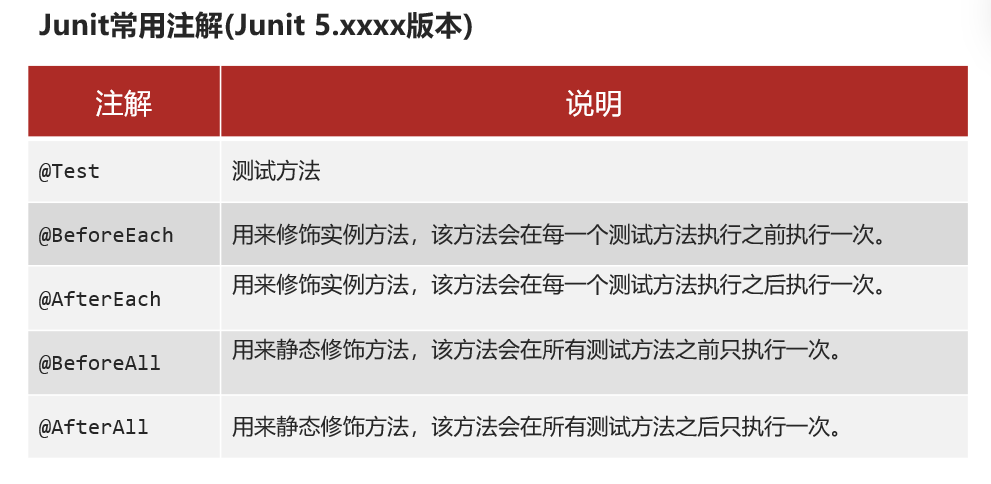 Junit常用注解(Junit 5.xxxx版本)
注解 说明
@Test 测试方法
@BeforeEach 用来修饰实例方法，该方法会在每一个测试方法执行之前执行一次。
@AfterEach 用来修饰实例方法，该方法会在每一个测试方法执行之后执行一次。
@BeforeAll 用来静态修饰方法，该方法会在所有测试方法之前只执行一次。
@AfterAll 用来静态修饰方法，该方法会在所有测试方法之后只执行一次。